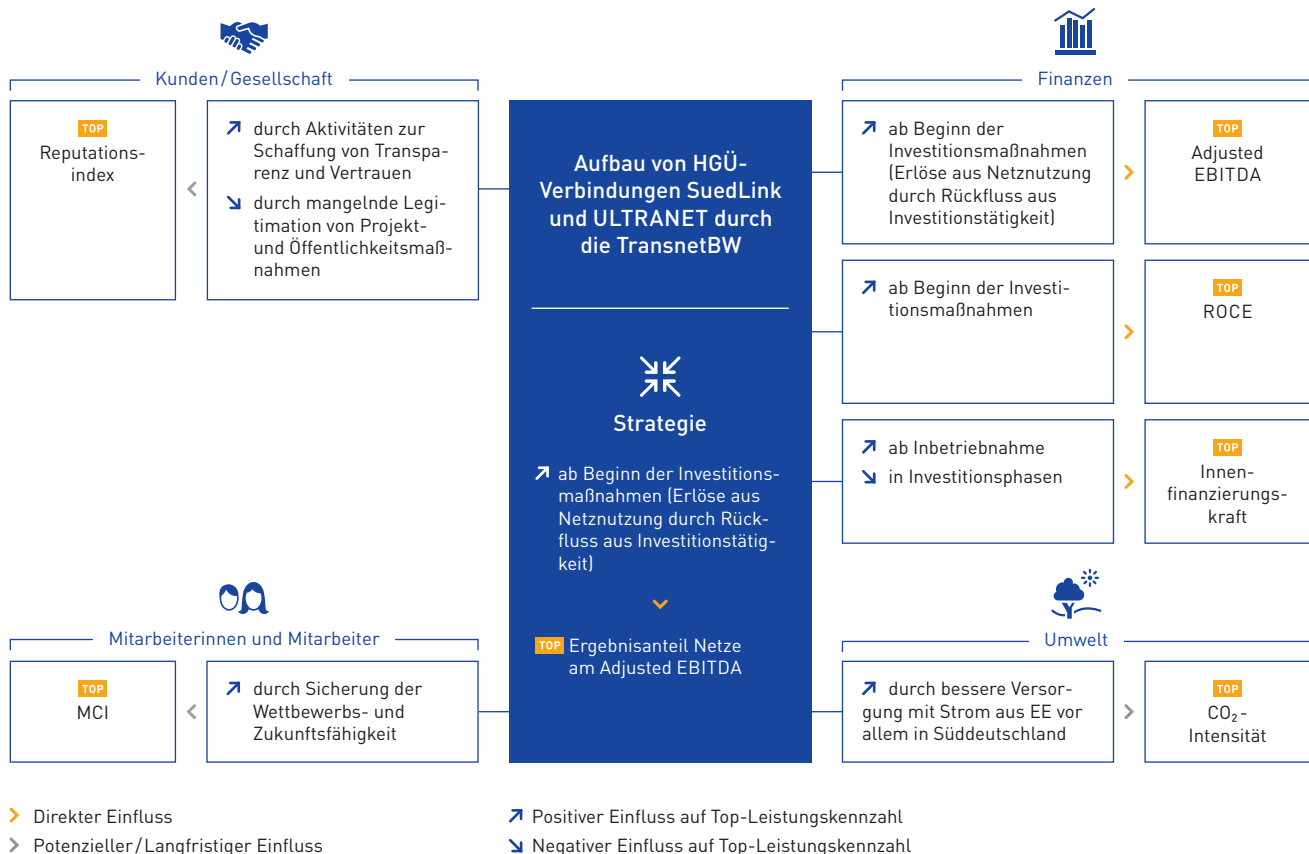 Kunden/Gesellschaft
TOP
Reputations-
index
durch Aktivitäten zur
Schaffung von Transpa-
renz und Vertrauen
durch mangelnde Legi-
timation von Projekt-
und Öffentlichkeitsmaß-
nahmen
Aufbau von HGÜ-
Verbindungen SuedLink
und ULTRANET durch
die TransnetBW
Strategie
ab Beginn der Investitions-
maßnahmen (Erlöse aus
Netznutzung durch Rück-
fluss aus Investitionstätig-
keit)
TOP Ergebnisanteil Netze
am Adjusted EBITDA
Finanzen
ab Beginn der
Investitionsmaßnahmen
(Erlöse aus Netznutzung
durch Rückfluss aus
Investitionstätigkeit)
TOP
Adjusted
EBITDA
ab Beginn der Investi-
tionsmaßnahmen
TOP
ROCE
ab Inbetriebnahme
in Investitionsphasen
TOP
Innen-
finanzierungs-
kraft
Mitarbeiterinnen und Mitarbeiter
TOP
MCI
durch Sicherung der
Wettbewerbs- und
Zukunftsfähigkeit
Umwelt
durch bessere Versor-
gung mit Strom aus EE vor
allem in Süddeutschland
TOP
CO₂-
Intensität
Direkter Einfluss
Potenzieller/Langfristiger Einfluss
Positiver Einfluss auf Top-Leistungskennzahl
Negativer Einfluss auf Top-Leistungskennzahl